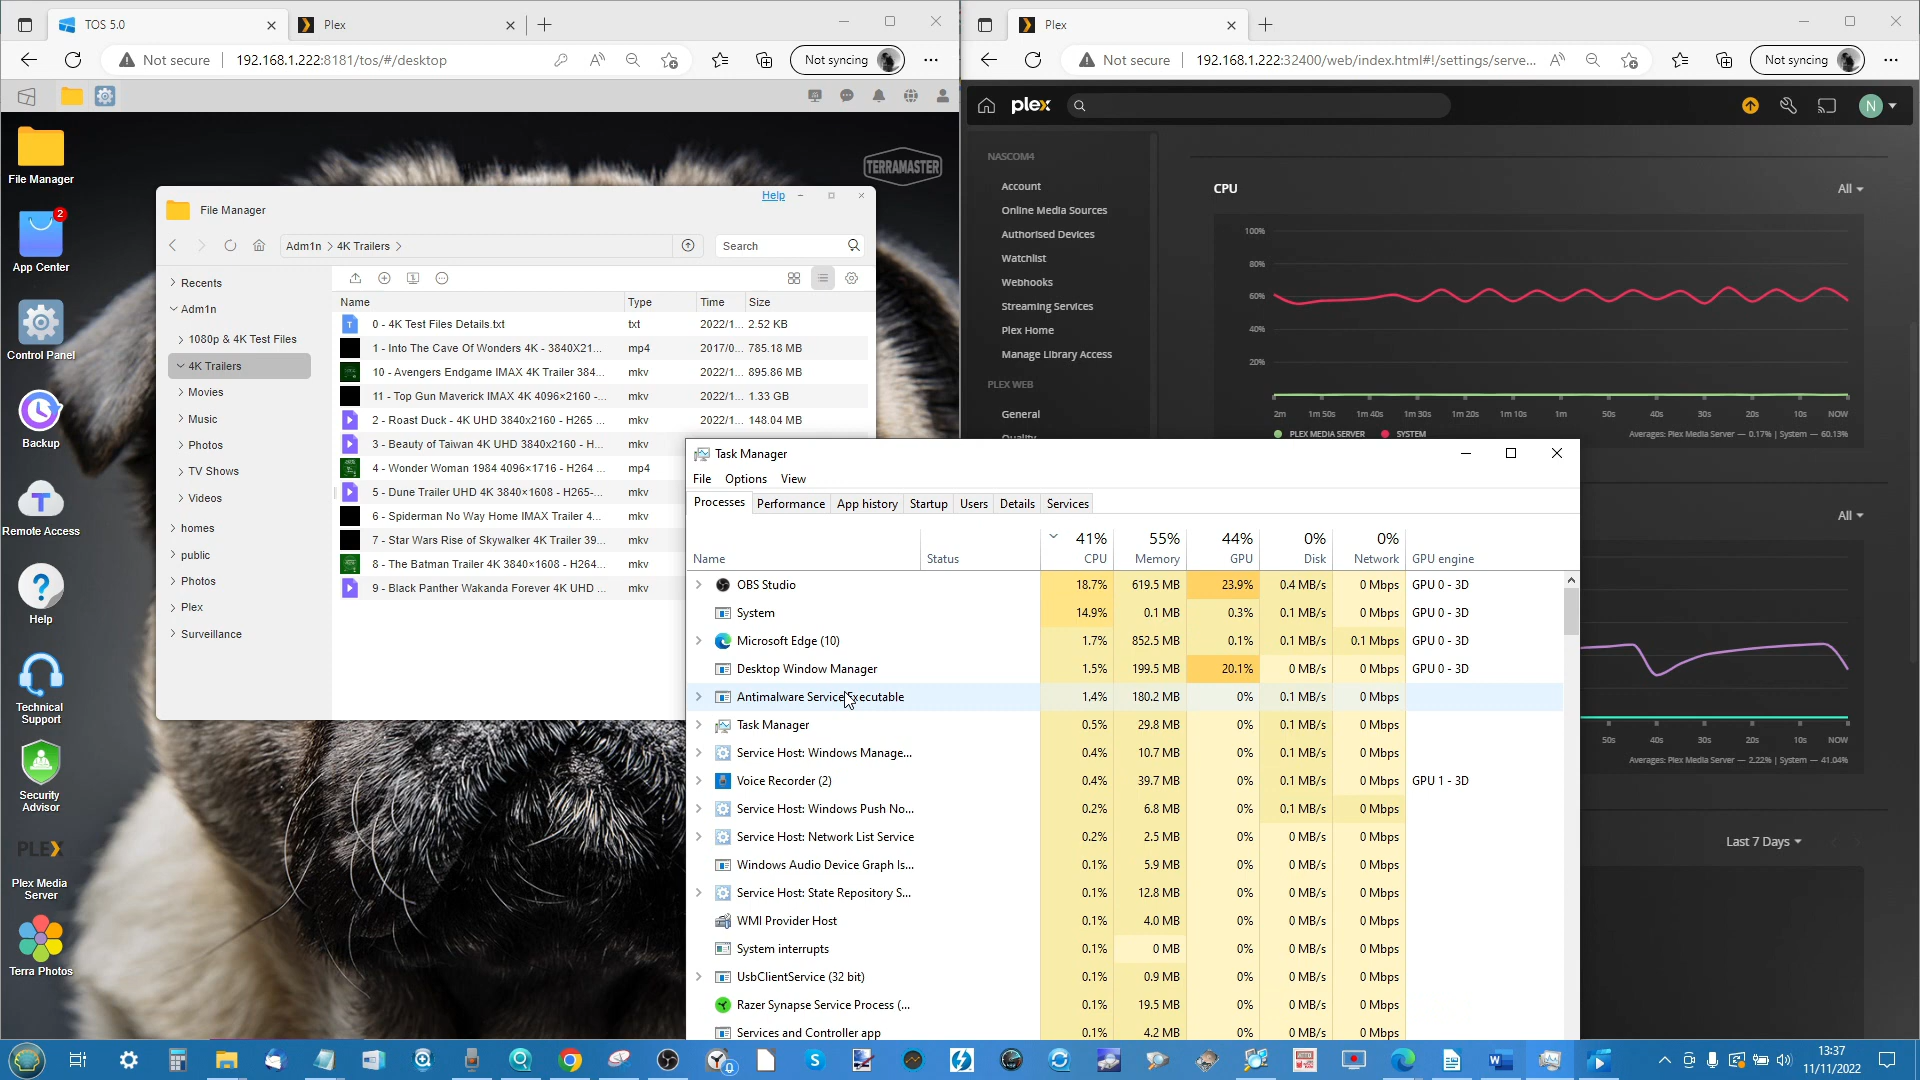 TOS 5.0
Plex
Not secure
192.168.1.222:8181/tos/#/desktop
Not syncing
Plex
Not secure
192.168.1.222:32400/web/index.html#!/settings/serve...
Not syncing
plex
N
TERRAMASTER
File Manager
2
App Center
Control Panel
Backup
Remote Access
Help
Technical
Support
Security
Advisor
PLEX
Plex Media
Server
Terra Photos
File Manager
Help
Adm1n > 4K Trailers >
Search
Recents
Adm1n
1080p & 4K Test Files
4K Trailers
Movies
Music
Photos
TV Shows
Videos
homes
public
Photos
Plex
Surveillance
Name Type Time Size
0 - 4K Test Files Details.txt txt 2022/1... 2.52 KB
1 - Into The Cave Of Wonders 4K - 3840X21... mp4 2017/0... 785.18 MB
10 - Avengers Endgame IMAX 4K Trailer 384... mkv 2022/1... 895.86 MB
11 - Top Gun Maverick IMAX 4K 4096×2160 -... mkv 2022/1... 1.33 GB
2 - Roast Duck - 4K UHD 3840x2160 - H265 ... mkv 2022/1... 148.04 MB
3 - Beauty of Taiwan 4K UHD 3840x2160 - H... mkv
4 - Wonder Woman 1984 4096×1716 - H264 ... mp4
5 - Dune Trailer UHD 4K 3840×1608 - H265-... mkv
6 - Spiderman No Way Home IMAX Trailer 4... mkv
7 - Star Wars Rise of Skywalker 4K Trailer 39... mkv
8 - The Batman Trailer 4K 3840×1608 - H264... mkv
9 - Black Panther Wakanda Forever 4K UHD ... mkv
NASCOM4
Account
Online Media Sources
Authorised Devices
Watchlist
Webhooks
Streaming Services
Plex Home
Manage Library Access
PLEX WEB
General
CPU
All
100%
80%
60%
40%
20%
2m 1m 50s 1m 40s 1m 30s 1m 20s 1m 10s 1m 50s 40s 30s 20s 10s NOW
PLEX MEDIA SERVER SYSTEM
Averages: Plex Media Server — 0.17% | System — 60.13%
All
50s 40s 30s 20s 10s NOW
Averages: Plex Media Server — 2.22% | System — 41.04%
Last 7 Days
Task Manager
File Options View
Processes Performance App history Startup Users Details Services
41% 55% 44% 0% 0%
Name Status CPU Memory GPU Disk Network GPU engine
OBS Studio 18.7% 619.5 MB 23.9% 0.4 MB/s 0 Mbps GPU 0 - 3D
System 14.9% 0.1 MB 0.3% 0.1 MB/s 0 Mbps GPU 0 - 3D
Microsoft Edge (10) 1.7% 852.5 MB 0.1% 0.1 MB/s 0.1 Mbps GPU 0 - 3D
Desktop Window Manager 1.5% 199.5 MB 20.1% 0 MB/s 0 Mbps GPU 0 - 3D
Antimalware Service Executable 1.4% 180.2 MB 0% 0.1 MB/s 0 Mbps
Task Manager 0.5% 29.8 MB 0% 0.1 MB/s 0 Mbps
Service Host: Windows Manage... 0.4% 10.7 MB 0% 0.1 MB/s 0 Mbps
Voice Recorder (2) 0.4% 39.7 MB 0% 0.1 MB/s 0 Mbps GPU 1 - 3D
Service Host: Windows Push No... 0.2% 6.8 MB 0% 0.1 MB/s 0 Mbps
Service Host: Network List Service 0.2% 2.5 MB 0% 0 MB/s 0 Mbps
Windows Audio Device Graph Is... 0.1% 5.9 MB 0% 0 MB/s 0 Mbps
Service Host: State Repository S... 0.1% 12.8 MB 0% 0 MB/s 0 Mbps
WMI Provider Host 0.1% 4.0 MB 0% 0 MB/s 0 Mbps
System interrupts 0.1% 0 MB 0% 0 MB/s 0 Mbps
UsbClientService (32 bit) 0.1% 0.9 MB 0% 0 MB/s 0 Mbps
Razer Synapse Service Process (... 0.1% 19.5 MB 0% 0 MB/s 0 Mbps
Services and Controller app 0.1% 4.2 MB 0% 0 MB/s 0 Mbps
13:37
11/11/2022